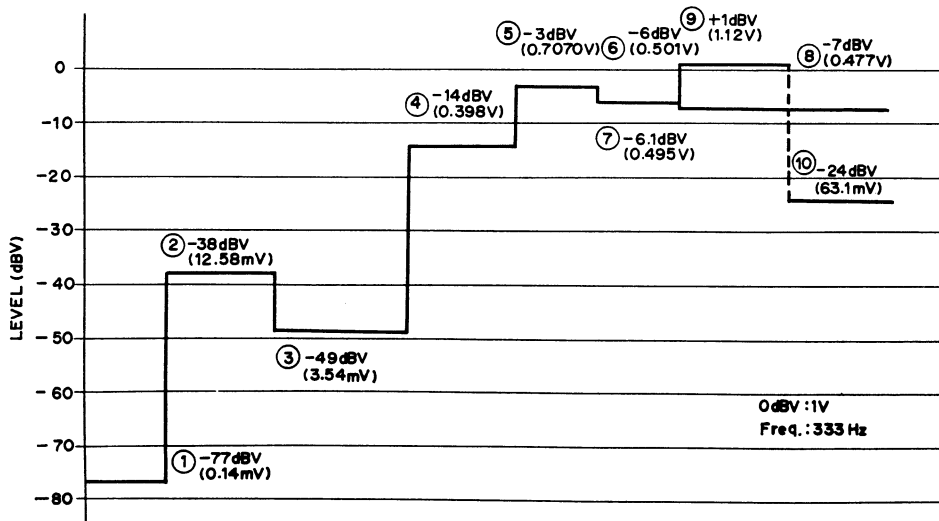 ⑨ +1dBV
(1.12V)
⑤ -3dBV
(0.7070V)
⑥ -6dBV
(0.501V)
⑧ -7dBV
(0.477V)
④ -14dBV
(0.398V)
⑦ -6.1dBV
(0.495V)
⑩ -24dBV
(63.1mV)
② -38dBV
(12.58mV)
③ -49dBV
(3.54mV)
① -77dBV
(0.14mV)
0dBV:1V
Freq.:333Hz
LEVEL (dBV)
0
-10
-20
-30
-40
-50
-60
-70
-80